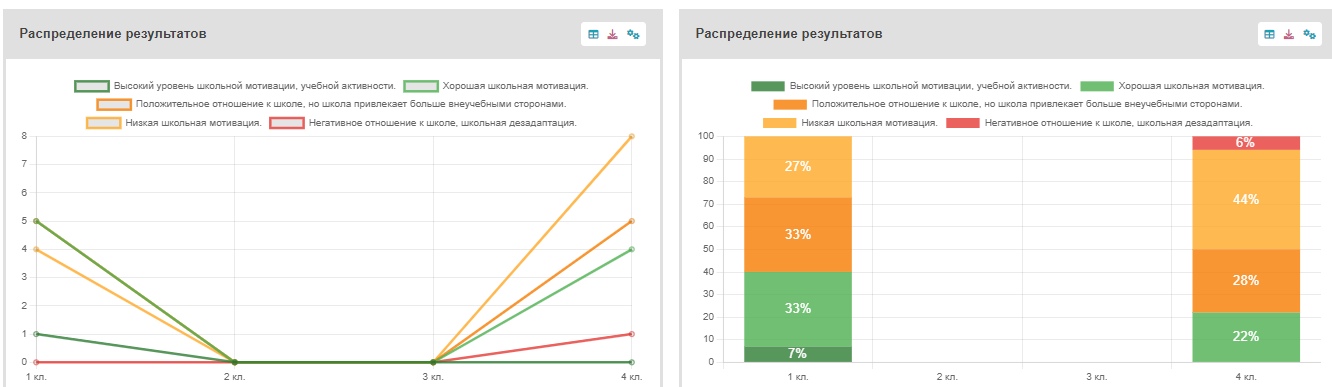 Распределение результатов
Высокий уровень школьной мотивации, учебной активности. Хорошая школьная мотивация.
Положительное отношение к школе, но школа привлекает больше внеучебными сторонами.
Низкая школьная мотивация. Негативное отношение к школе, школьная дезадаптация.
8
7
6
5
4
3
2
1
0
1 кл. 2 кл. 3 кл. 4 кл.
Распределение результатов
Высокий уровень школьной мотивации, учебной активности. Хорошая школьная мотивация.
Положительное отношение к школе, но школа привлекает больше внеучебными сторонами.
Низкая школьная мотивация. Негативное отношение к школе, школьная дезадаптация.
100
90
80
70
60
50
40
30
20
10
0
27%
33%
33%
7%
6%
44%
28%
22%
1 кл. 2 кл. 3 кл. 4 кл.